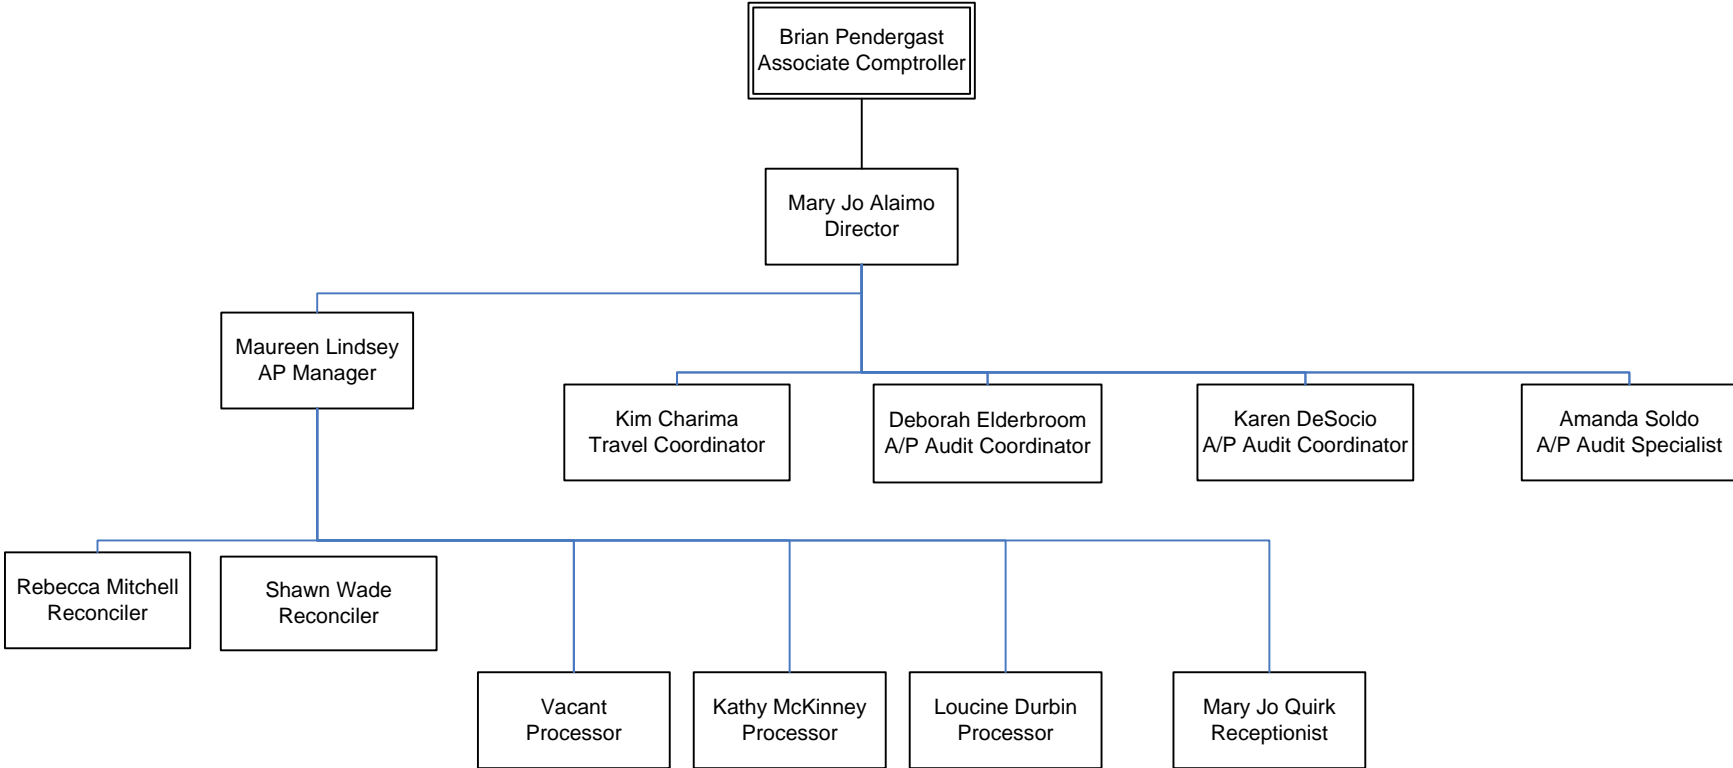 Brian Pendergast
Associate Comptroller
Mary Jo Alaimo
Director
Maureen Lindsey
AP Manager
Kim Charima
Travel Coordinator
Deborah Elderbroom
A/P Audit Coordinator
Karen DeSocio
A/P Audit Coordinator
Amanda Soldo
A/P Audit Specialist
Rebecca Mitchell
Reconciler
Shawn Wade
Reconciler
Vacant
Processor
Kathy McKinney
Processor
Loucine Durbin
Processor
Mary Jo Quirk
Receptionist